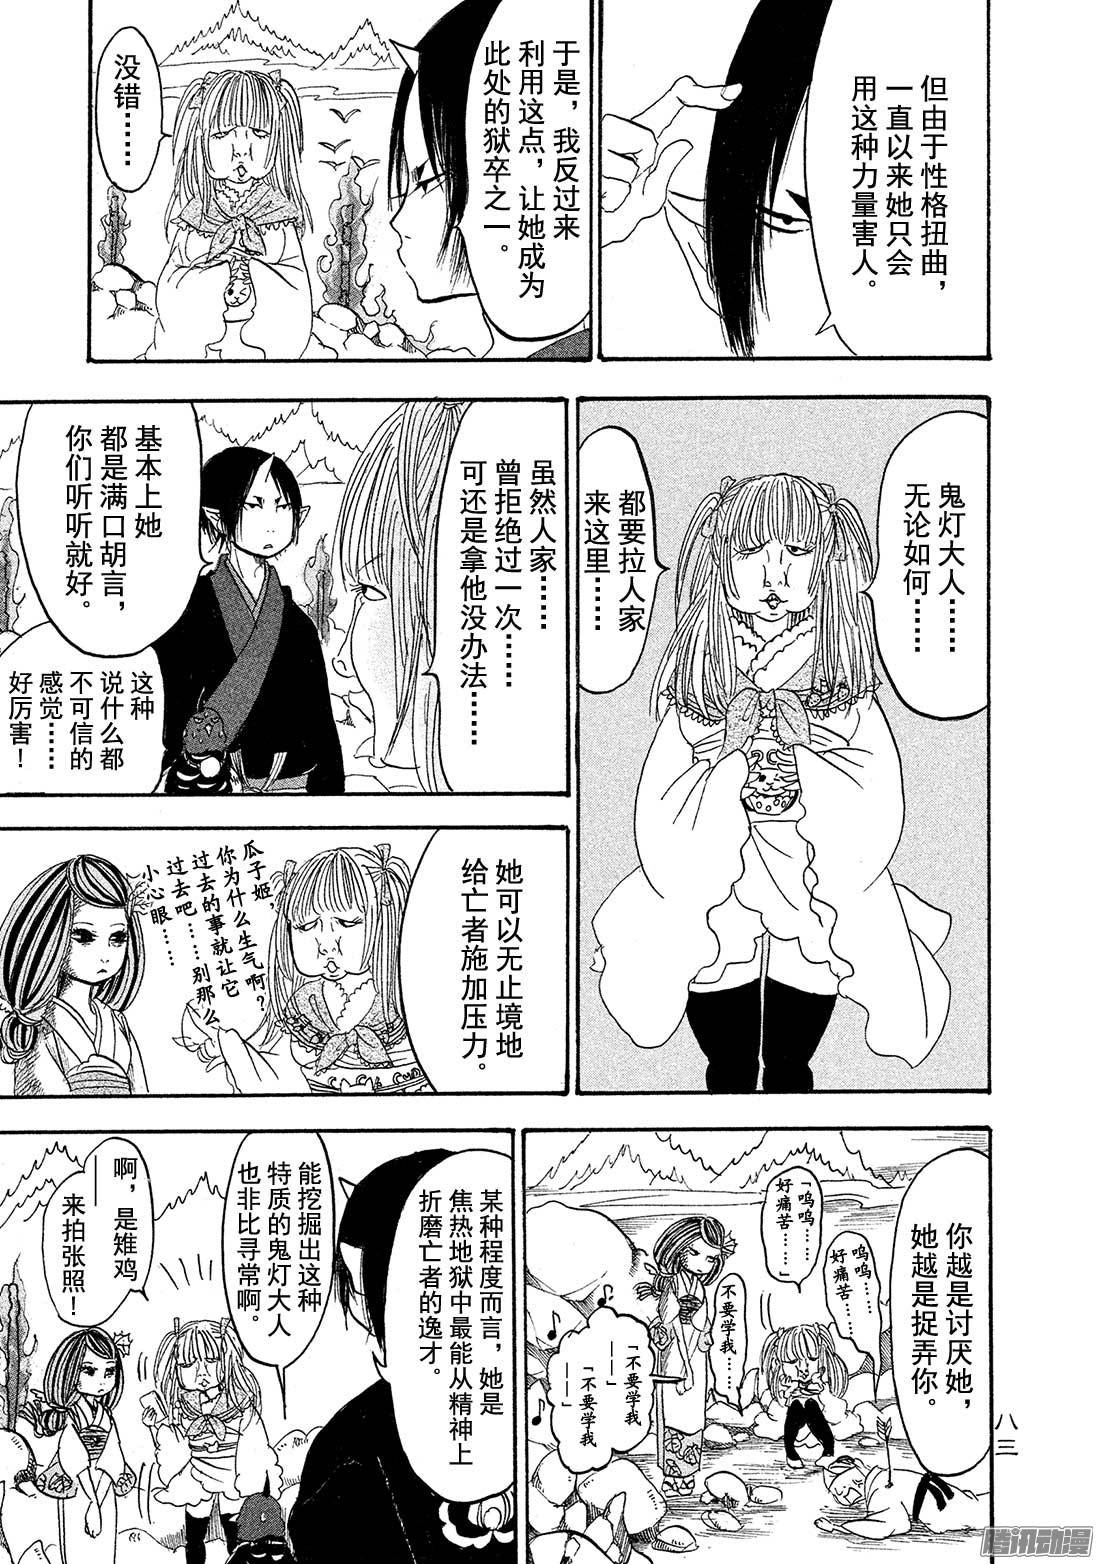 但由于性格扭曲，
一直以来她只会
用这种力量害人。
于是，我反过来
利用这点，让她成为
此处的狱卒之一。
没错……
鬼灯大人……
无论如何……
都要拉人家
来这里……
虽然人家……
曾拒绝过一次……
可还是拿他没办法……
基本上她
都是满口胡言，
你们听听就好。
这种
说什么都
不可信的
感觉……
好厉害！
她可以无止境地
给亡者施加压力。
瓜子姬，
你为什么生气啊？
过去的事就让它
过去吧……别那么
小心眼……
你越是讨厌她，
她越是捉弄你。
「呜呜……
好痛苦……」
呜呜……
好痛苦……
不要学我……
「不要学我
——」
「不要学我
——」
某种程度而言，她是
焦热地狱中最能从精神上
折磨亡者的逸才。
能挖掘出这种
特质的鬼灯大人
也非比寻常啊。
啊，是雉鸡
——
来拍张照！
八三
腾讯动漫